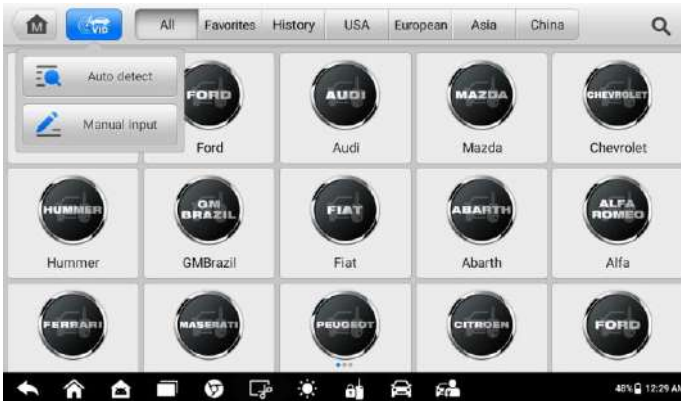 M
VID
All
Favorites
History
USA
European
Asia
China
Auto detect
Manual input
FORD
AUDI
MAZDA
CHEVROLET
Ford
Audi
Mazda
Chevrolet
HUMMER
GM BRAZIL
FIAT
ABARTH
ALFA ROMEO
Hummer
GMBrazil
Fiat
Abarth
Alfa
FERRARI
MASERATI
PEUGEOT
CITROEN
FORD
48% 12:29 AM